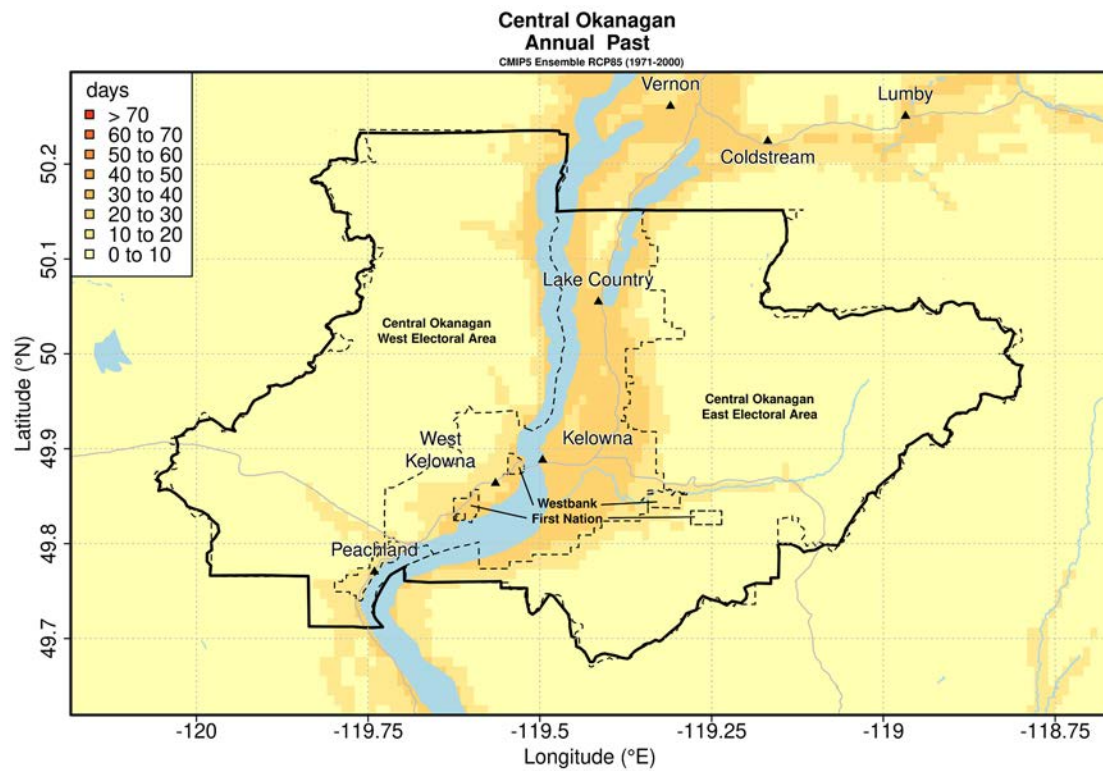 Central Okanagan
Annual Past
CMIP5 Ensemble RCP85 (1971-2000)
days
> 70
60 to 70
50 to 60
40 to 50
30 to 40
20 to 30
10 to 20
0 to 10
Vernon
Lumby
Coldstream
Lake Country
Central Okanagan
West Electoral Area
Central Okanagan
East Electoral Area
West
Kelowna
Kelowna
Westbank
First Nation
Peachland
50.2
50.1
50
49.9
49.8
49.7
Latitude (°N)
-120
-119.75
-119.5
-119.25
-119
-118.75
Longitude (°E)